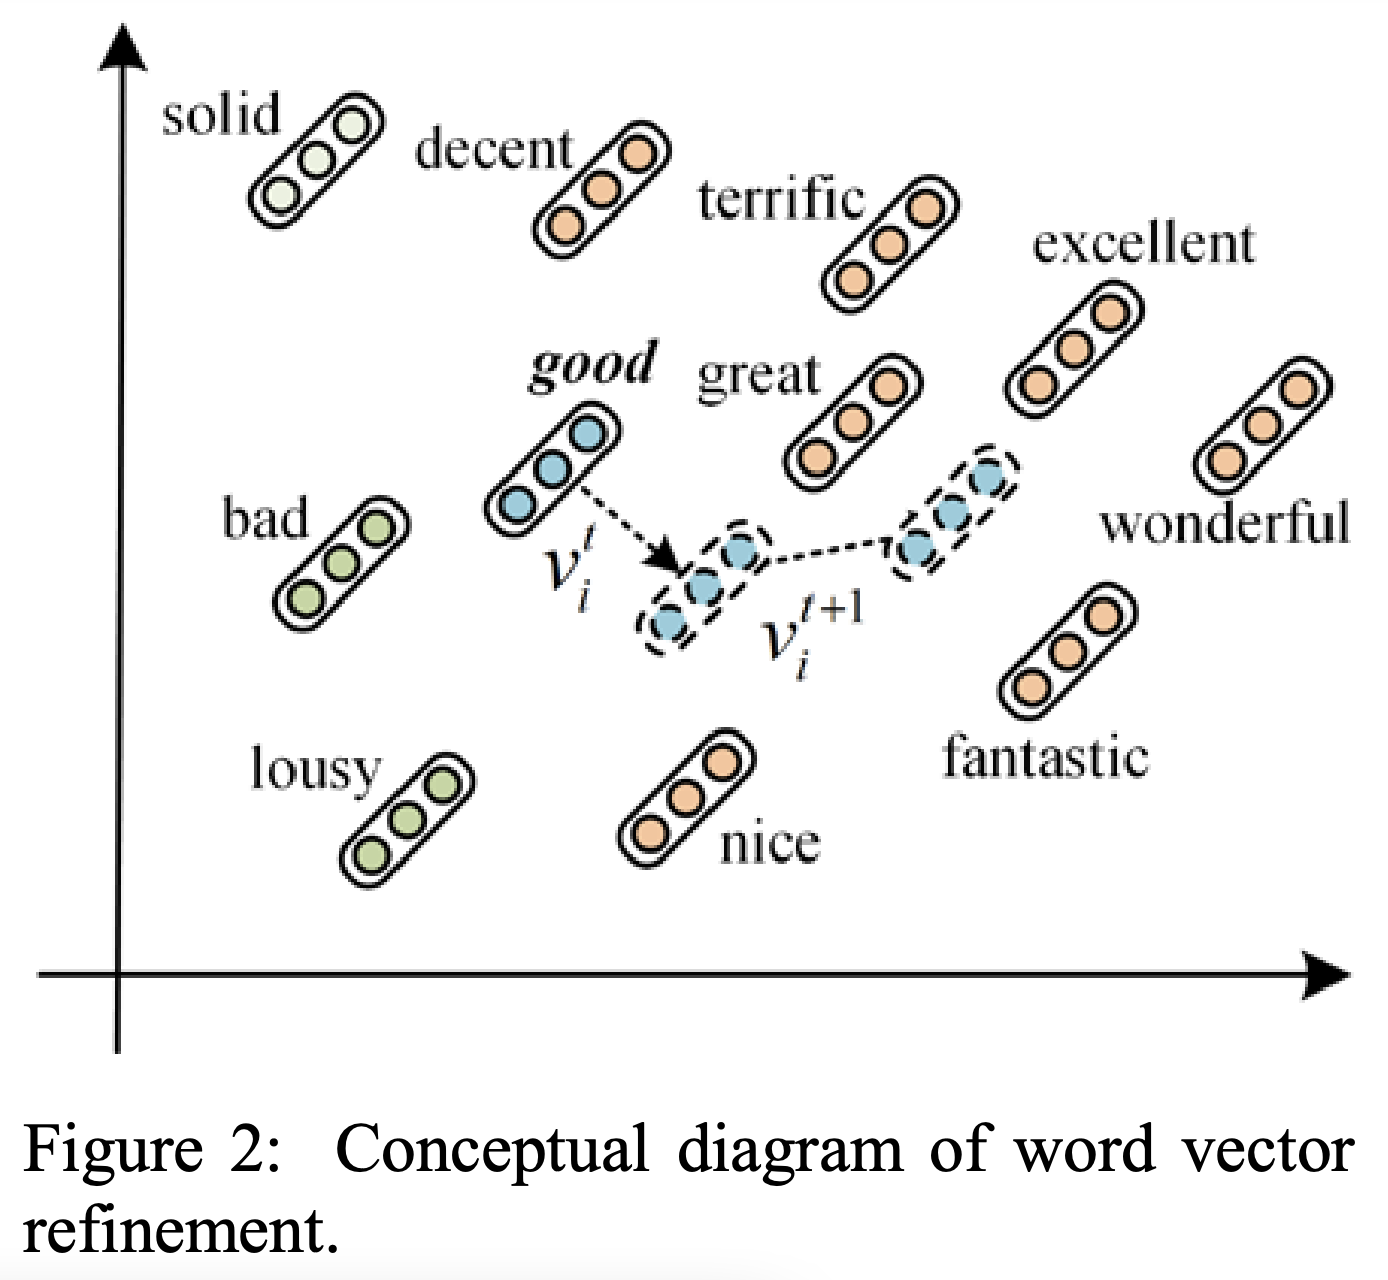 solid
decent
terrific
excellent
good
great
bad
wonderful
v_i^t
v_i^{t+1}
lousy
fantastic
nice
Figure 2: Conceptual diagram of word vector
refinement.